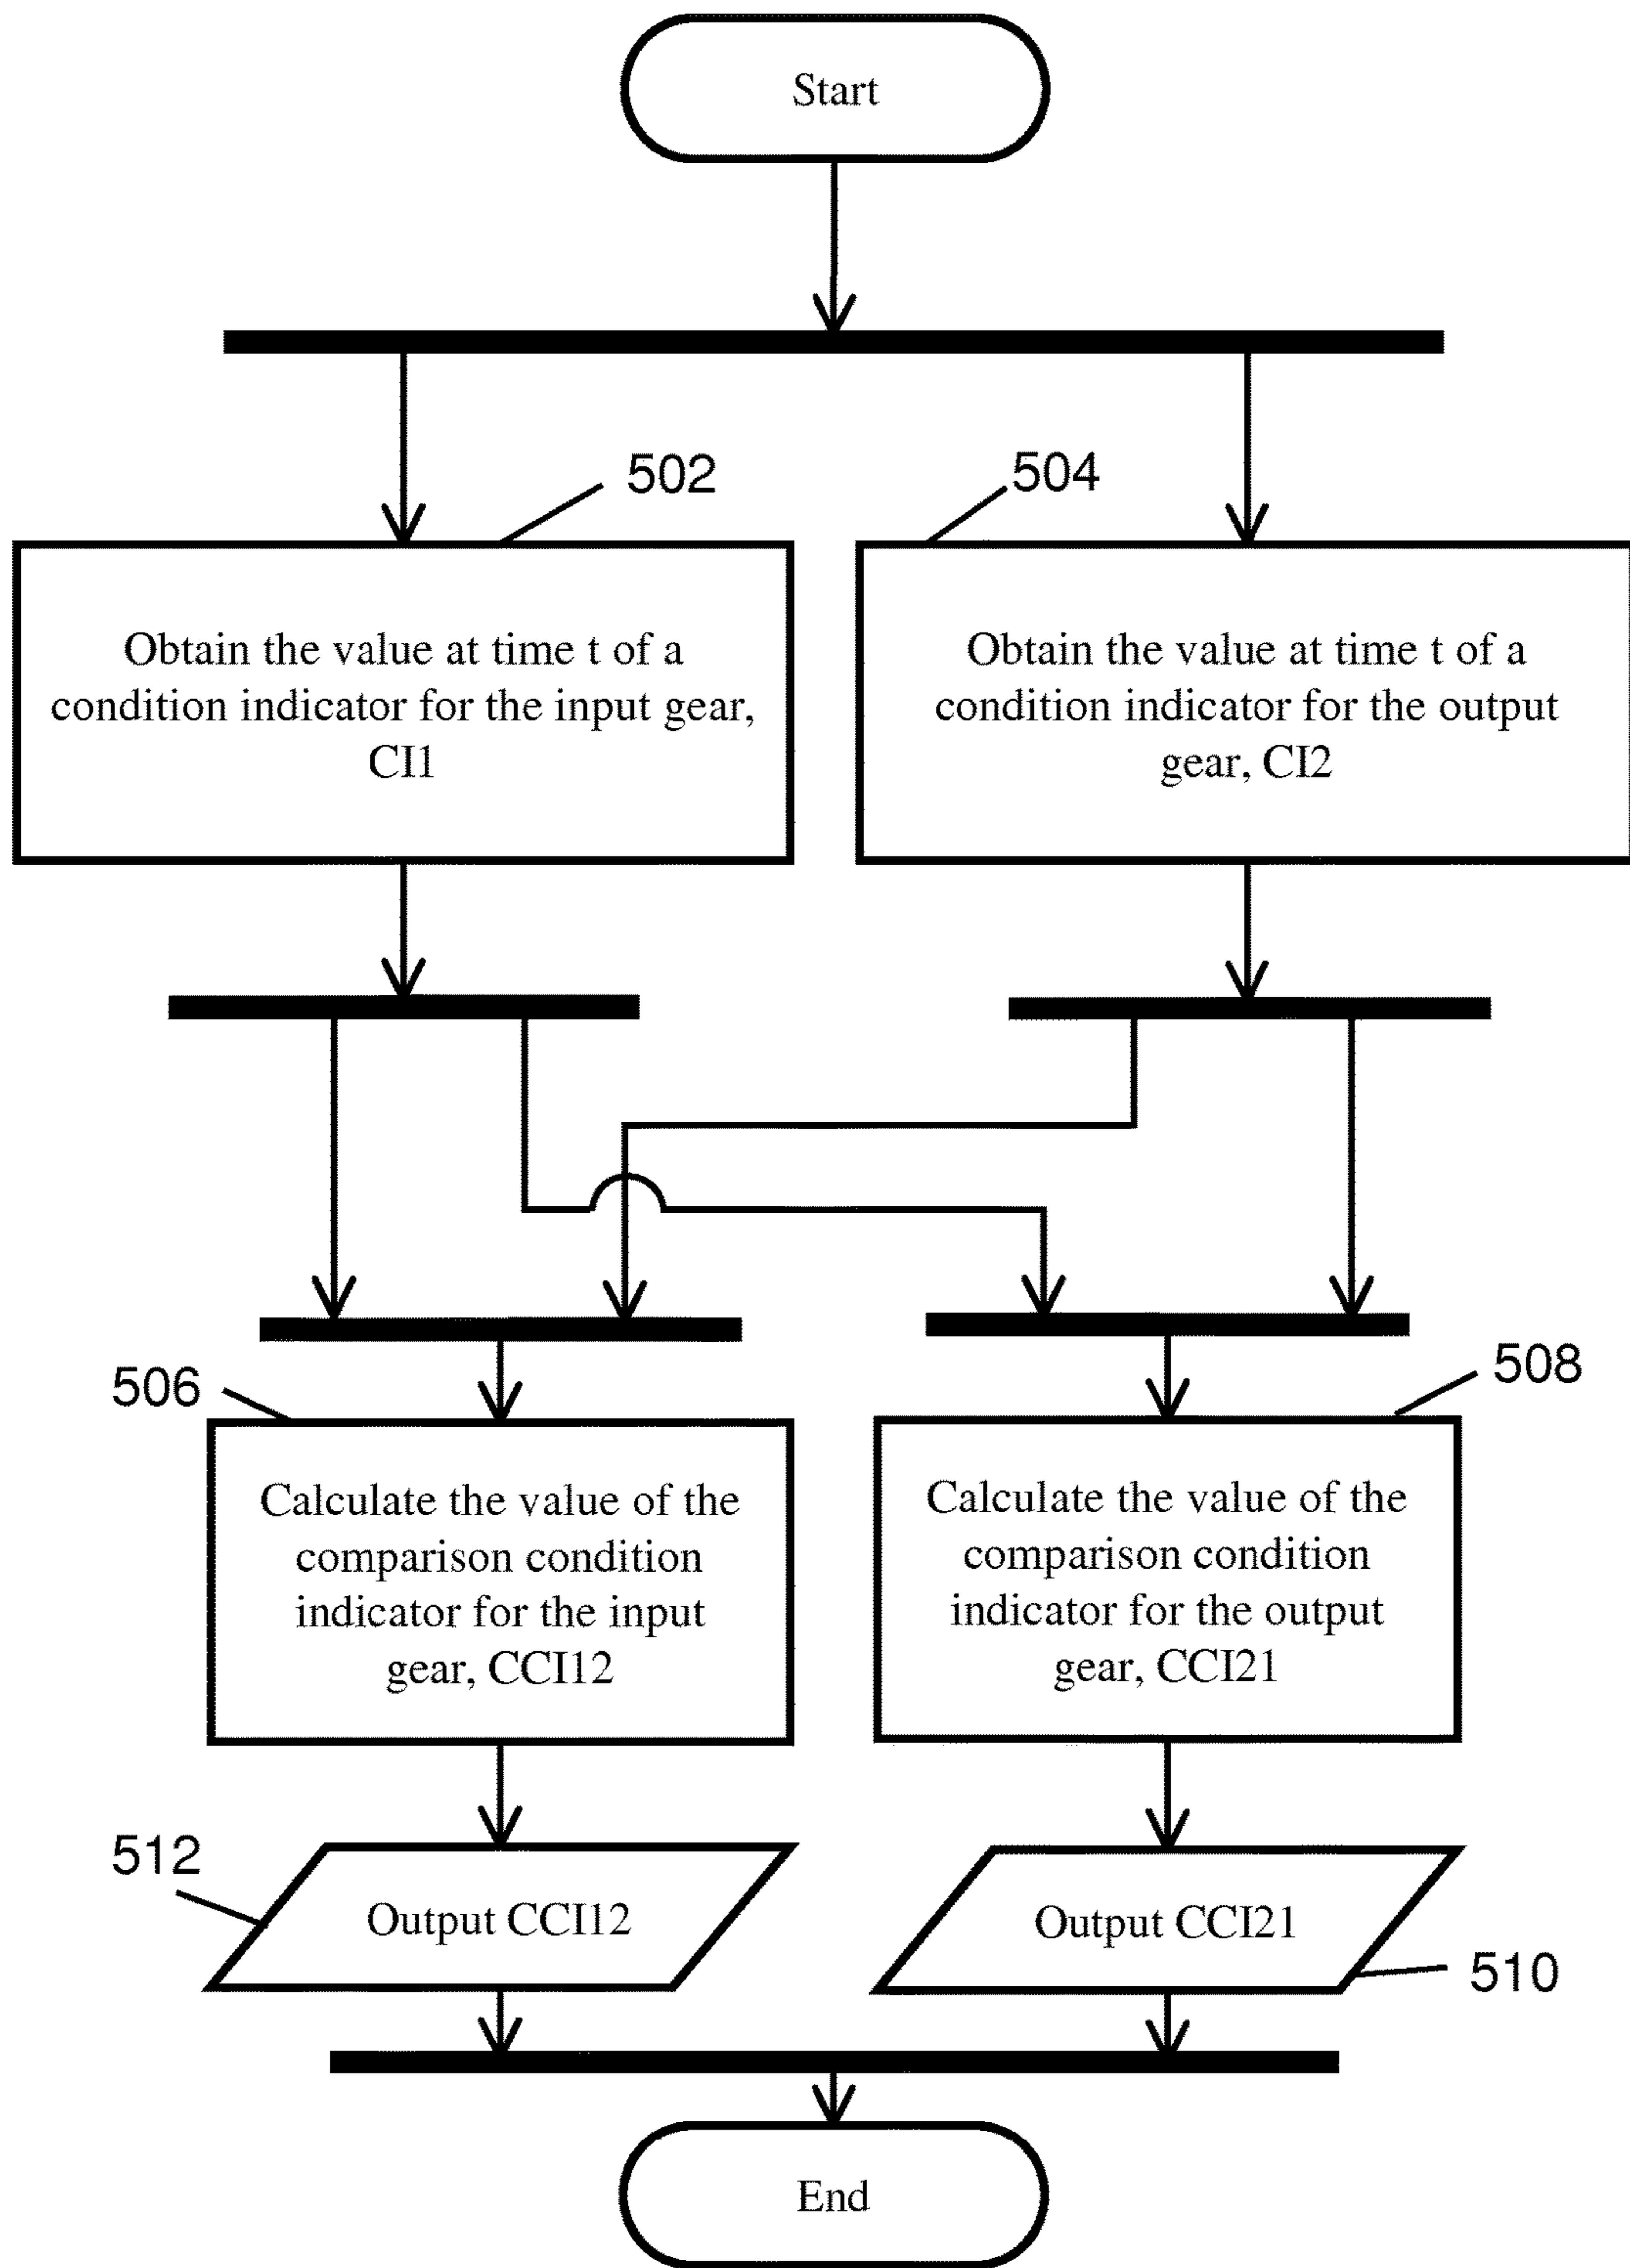 Start
502
504
Obtain the value at time t of a
condition indicator for the input gear,
CI1
Obtain the value at time t of a
condition indicator for the output
gear, CI2
506
508
Calculate the value of the
comparison condition
indicator for the input
gear, CCI12
Calculate the value of the
comparison condition
indicator for the output
gear, CCI21
512
Output CCI12
Output CCI21
510
End